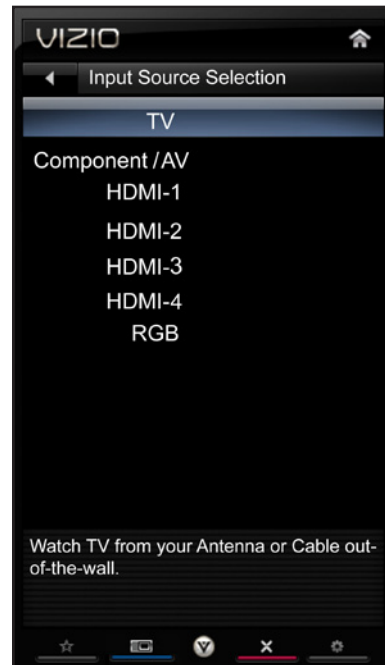 VIZIO
Input Source Selection
TV
Component / AV
HDMI-1
HDMI-2
HDMI-3
HDMI-4
RGB
Watch TV from your Antenna or Cable out-
of-the-wall.
V